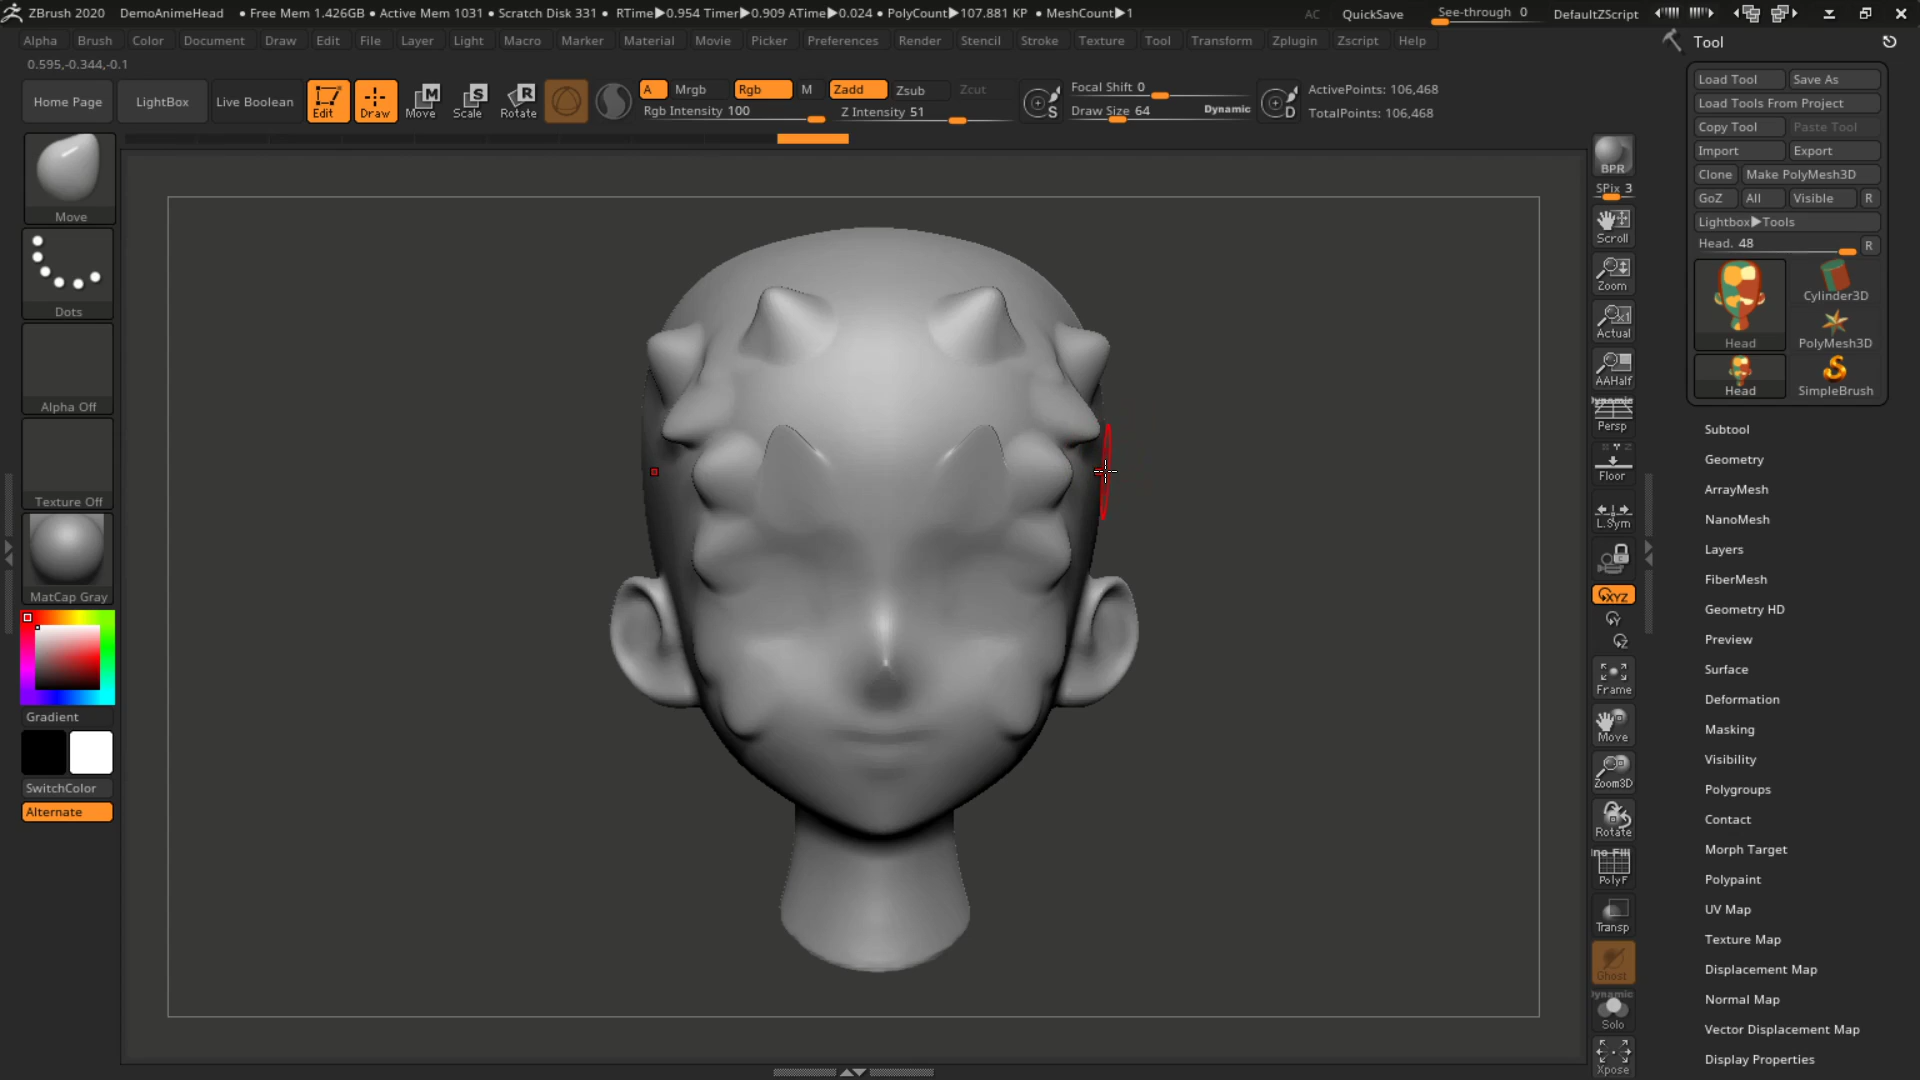 ZBrush 2020 DemoAnimeHead • Free Mem 1.426GB • Active Mem 1031 • Scratch Disk 331 • RTime▶0.954 Timer▶0.909 ATime▶0.024 • PolyCount▶107.881 KP • MeshCount▶1 AC QuickSave See-through 0 DefaultZScript
Alpha Brush Color Document Draw Edit File Layer Light Macro Marker Material Movie Picker Preferences Render Stencil Stroke Texture Tool Transform Zplugin Zscript Help
0.595,-0.344,-0.1
Home Page LightBox Live Boolean Edit Draw Move Scale Rotate
M S R
A Mrgb Rgb M Zadd Zsub Zcut
Rgb Intensity 100 Z Intensity 51
S Focal Shift 0
Draw Size 64 Dynamic D
ActivePoints: 106,468
TotalPoints: 106,468
Move
Dots
Alpha Off
Texture Off
MatCap Gray
Gradient
SwitchColor
Alternate
BPR
SPix 3
Scroll
Zoom
Actual
AAHalf
Dynamic
Persp
Floor
L.Sym
XYZ
Y
Z
Frame
Move
Zoom3D
Rotate
PolyF
Transp
Ghost
Dynamic
Solo
Xpose
Tool
Load Tool Save As
Load Tools From Project
Copy Tool Paste Tool
Import Export
Clone Make PolyMesh3D
GoZ All Visible R
Lightbox▶Tools
Head. 48 R
Head Cylinder3D
PolyMesh3D
Head SimpleBrush
Subtool
Geometry
ArrayMesh
NanoMesh
Layers
FiberMesh
Geometry HD
Preview
Surface
Deformation
Masking
Visibility
Polygroups
Contact
Morph Target
Polypaint
UV Map
Texture Map
Displacement Map
Normal Map
Vector Displacement Map
Display Properties